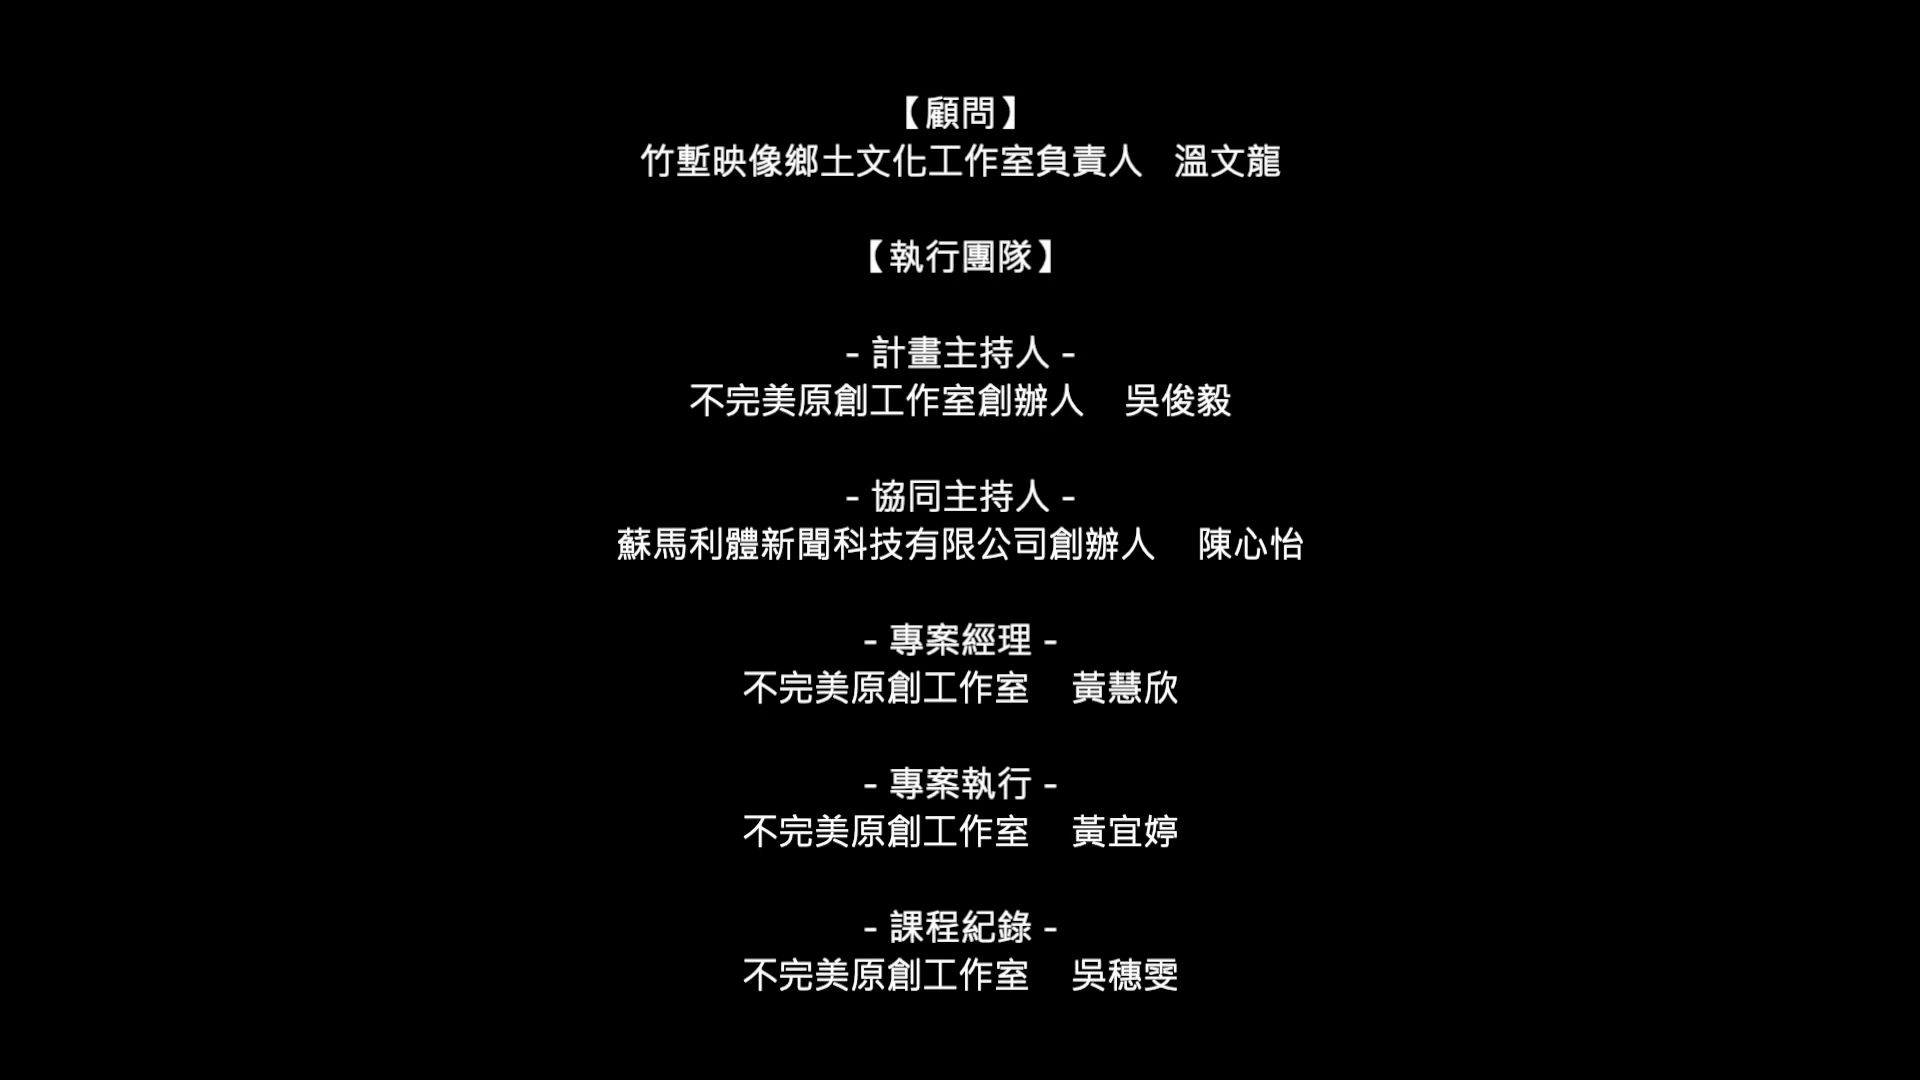 【顧問】
竹塹映像鄉土文化工作室負責人 溫文龍
【執行團隊】
- 計畫主持人 -
不完美原創工作室創辦人 吳俊毅
- 協同主持人 -
蘇馬利體新聞科技有限公司創辦人 陳心怡
- 專案經理 -
不完美原創工作室 黃慧欣
- 專案執行 -
不完美原創工作室 黃宜婷
- 課程紀錄 -
不完美原創工作室 吳穗雯